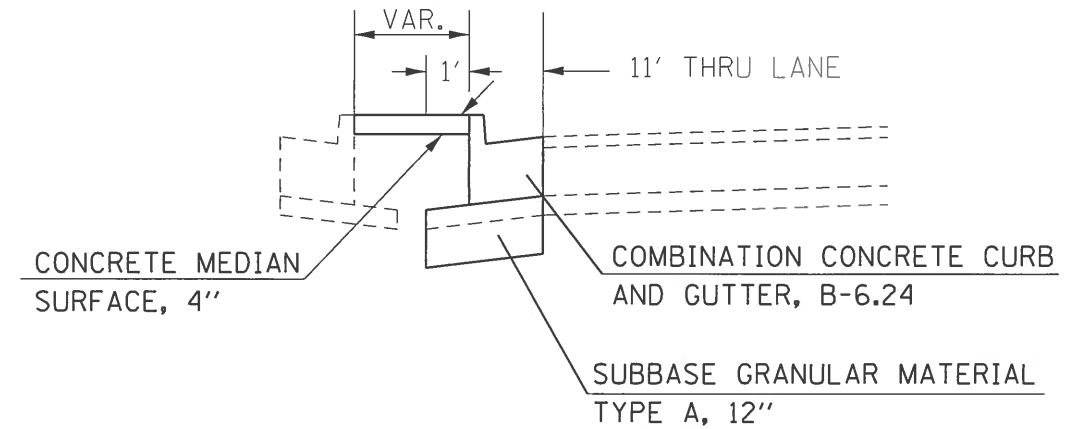 VAR.
1'
11' THRU LANE
CONCRETE MEDIAN
SURFACE, 4"
COMBINATION CONCRETE CURB
AND GUTTER, B-6.24
SUBBASE GRANULAR MATERIAL
TYPE A, 12"